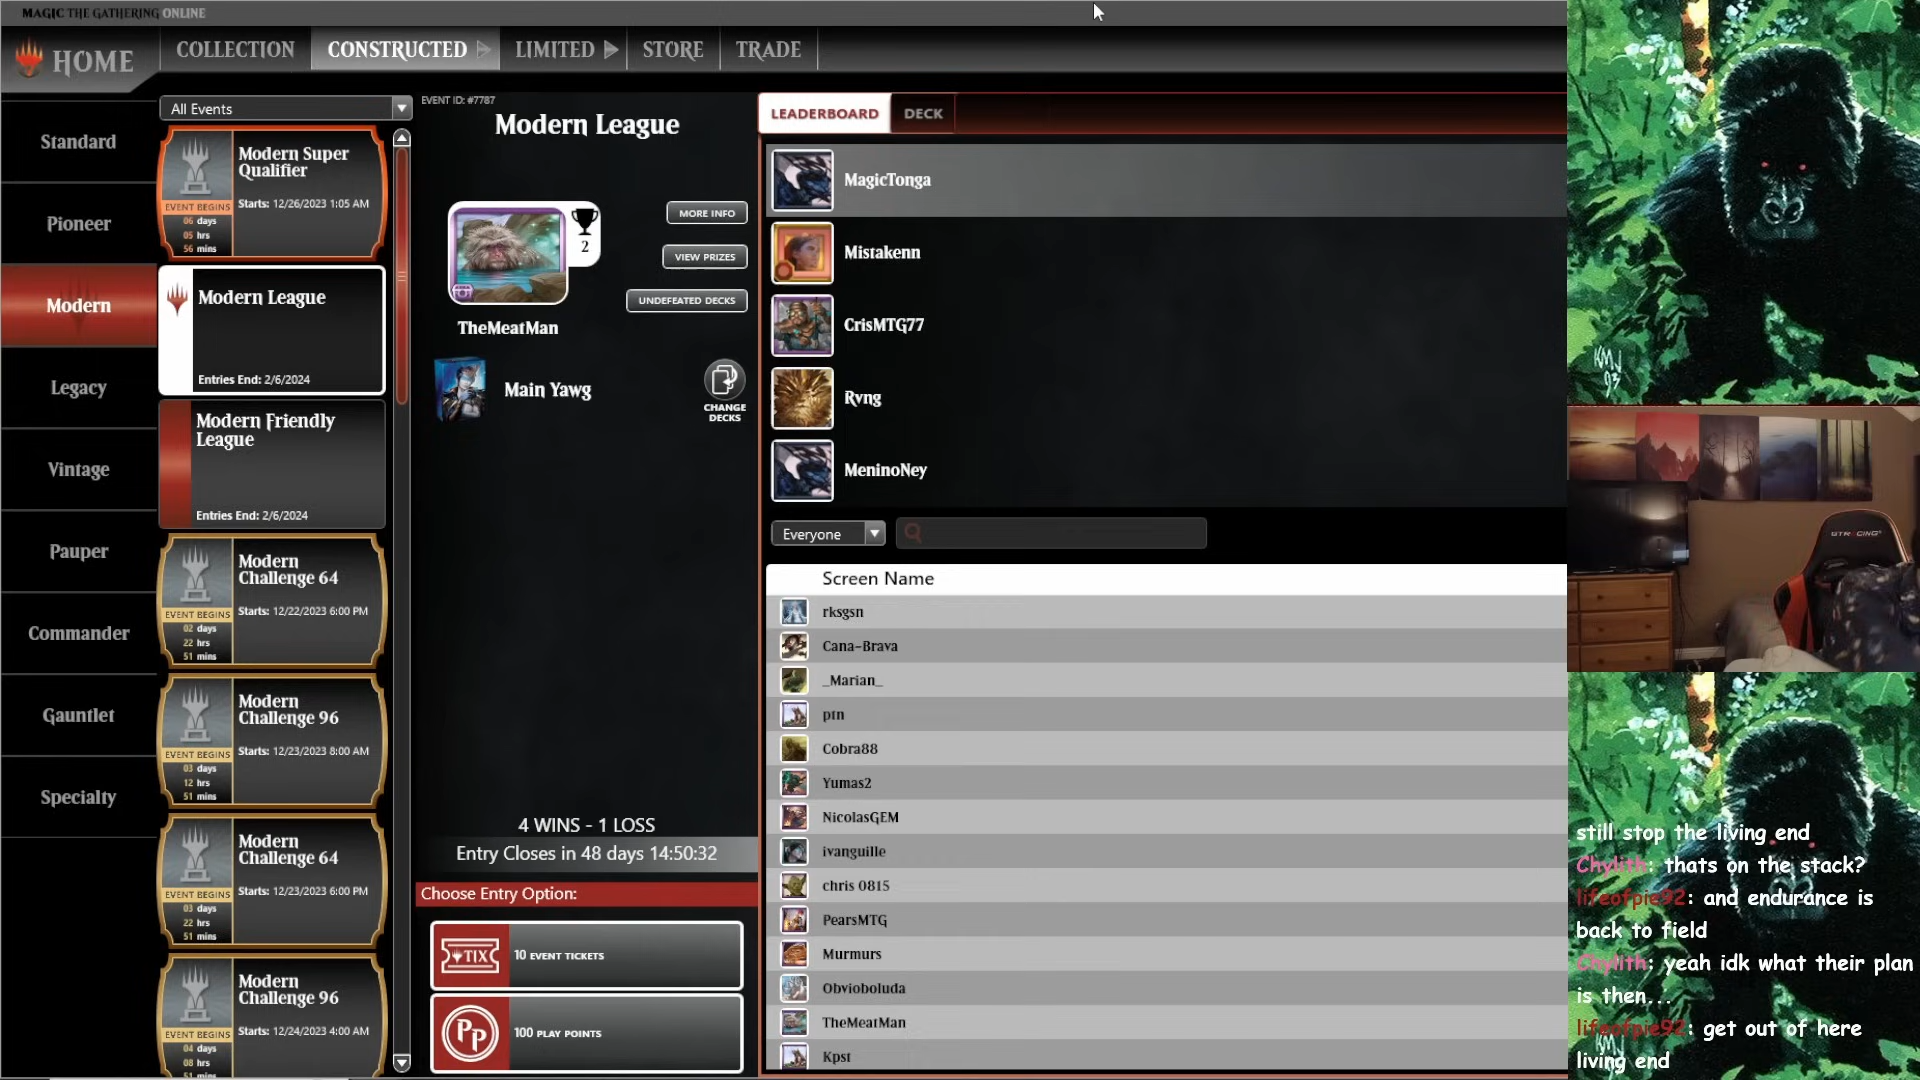 MAGIC: THE GATHERING ONLINE
HOME
COLLECTION
CONSTRUCTED
LIMITED
STORE
TRADE
Standard
Pioneer
Modern
Legacy
Vintage
Pauper
Commander
Gauntlet
Specialty
All Events
Modern Super
Qualifier
Starts: 12/26/2023 1:05 AM
EVENT BEGINS
06 days
05 hrs
56 mins
Modern League
Entries End: 2/6/2024
Modern Friendly
League
Entries End: 2/6/2024
Modern
Challenge 64
Starts: 12/22/2023 6:00 PM
EVENT BEGINS
02 days
22 hrs
51 mins
Modern
Challenge 96
Starts: 12/23/2023 8:00 AM
EVENT BEGINS
03 days
12 hrs
51 mins
Modern
Challenge 64
Starts: 12/23/2023 6:00 PM
EVENT BEGINS
03 days
22 hrs
51 mins
Modern
Challenge 96
Starts: 12/24/2023 4:00 AM
EVENT BEGINS
04 days
08 hrs
51 mins
EVENT ID: #7787
Modern League
2
TheMeatMan
MORE INFO
VIEW PRIZES
UNDEFEATED DECKS
Main Yawg
CHANGE
DECKS
4 WINS - 1 LOSS
Entry Closes in 48 days 14:50:32
Choose Entry Option:
TIX
10 EVENT TICKETS
PP
100 PLAY POINTS
LEADERBOARD
DECK
MagicTonga
Mistakenn
CrisMTG77
Rvng
MeninoNey
Everyone
Screen Name
rksgsn
Cana-Brava
_Marian_
ptn
Cobra88
Yumas2
NicolasGEM
ivanguille
chris 0815
PearsMTG
Murmurs
Obvioboluda
TheMeatMan
Kpst
GTRACING
still stop the living end
Chylith: thats on the stack?
lifeofpie92: and endurance is
back to field
Chylith: yeah idk what their plan
is then...
lifeofpie92: get out of here
living end